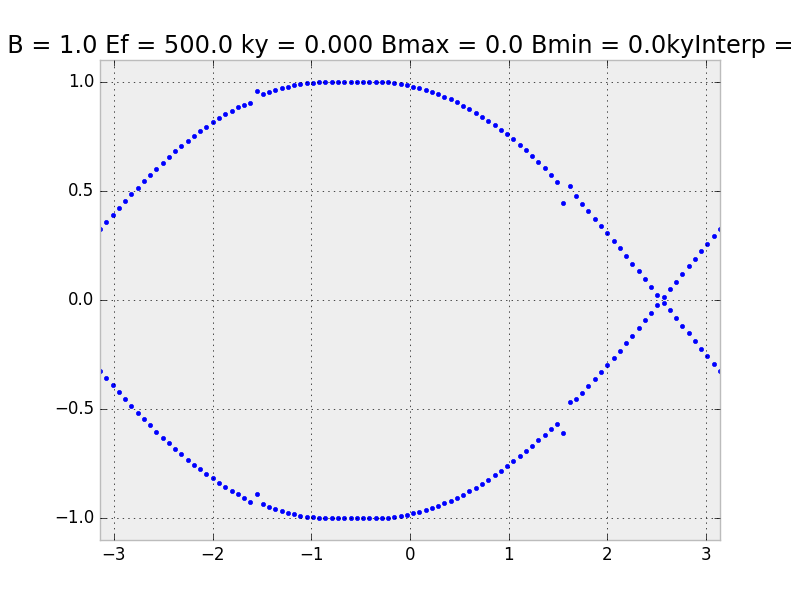 B = 1.0 Ef = 500.0 ky = 0.000 Bmax = 0.0 Bmin = 0.0kyInterp =
1.0
0.5
0.0
−0.5
−1.0
−3 −2 −1 0 1 2 3